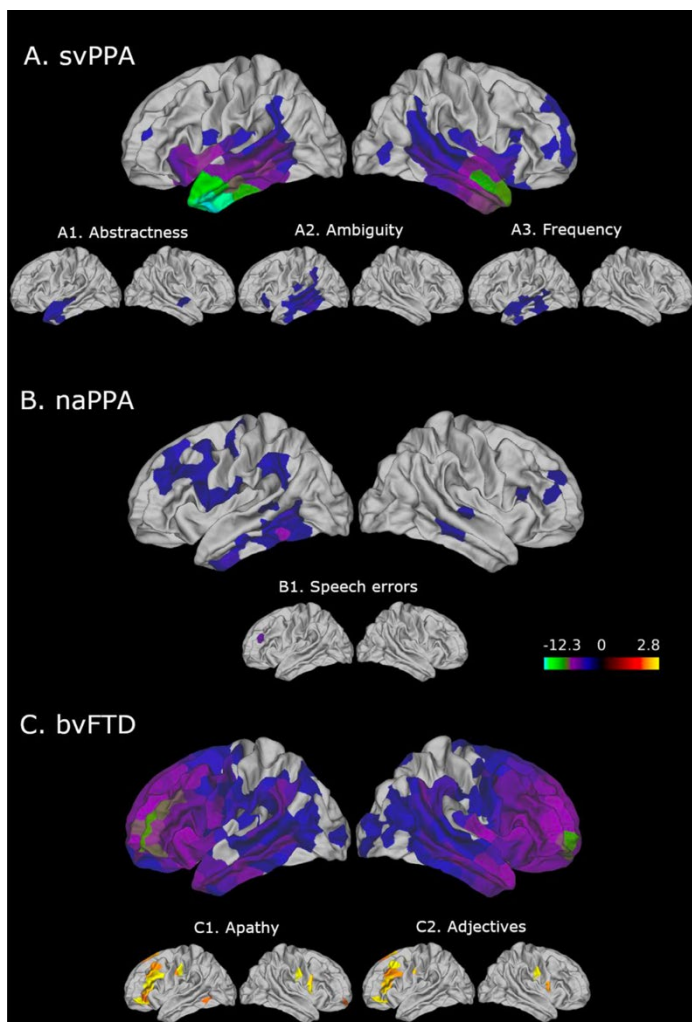 A. svPPA
A1. Abstractness
A2. Ambiguity
A3. Frequency
B. naPPA
B1. Speech errors
-12.3 0 2.8
C. bvFTD
C1. Apathy
C2. Adjectives